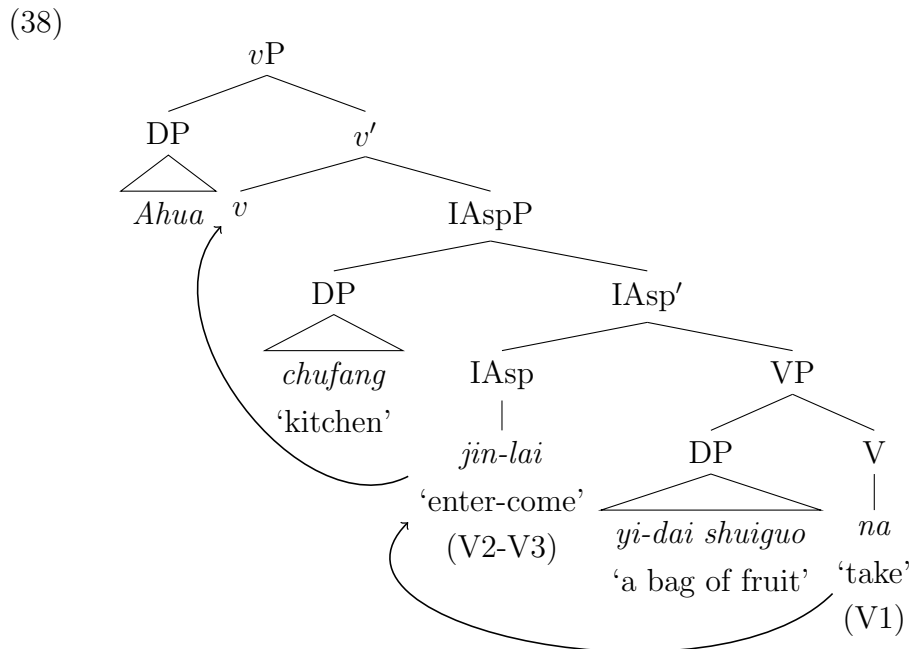 (38)
vP
DP v′
Ahua v IAspP
DP IAsp′
chufang IAsp VP
‘kitchen’ jin-lai DP V
‘enter-come’ yi-dai shuiguo na
(V2-V3) ‘a bag of fruit’ ‘take’
(V1)